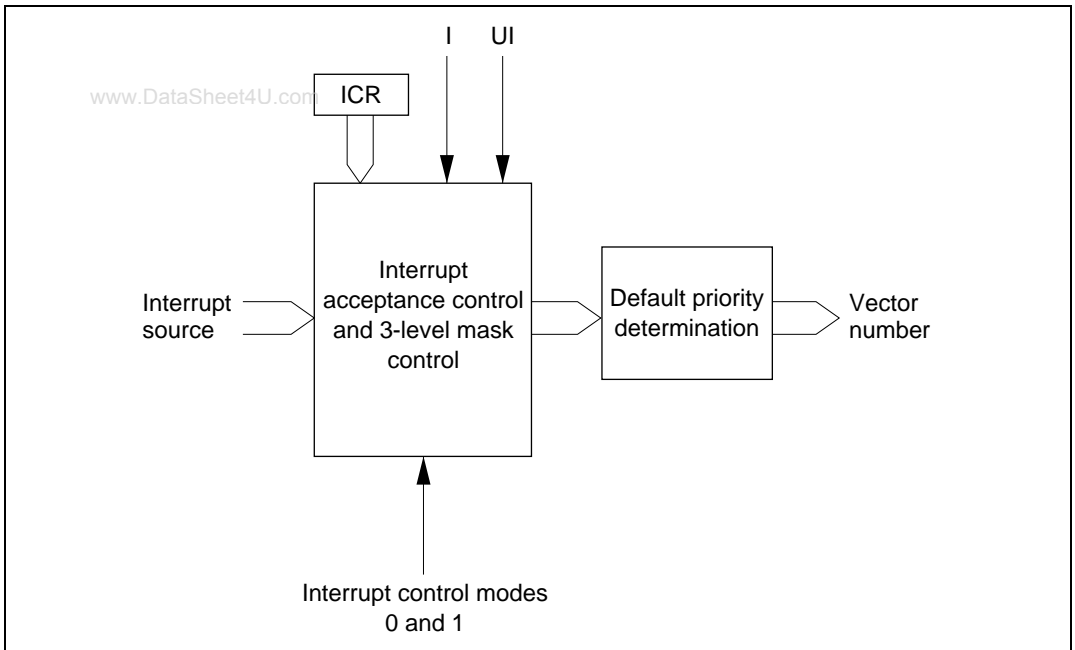 I UI
www.DataSheet4U.com
ICR
Interrupt
acceptance control
and 3-level mask
control
Interrupt
source
Default priority
determination
Vector
number
Interrupt control modes
0 and 1